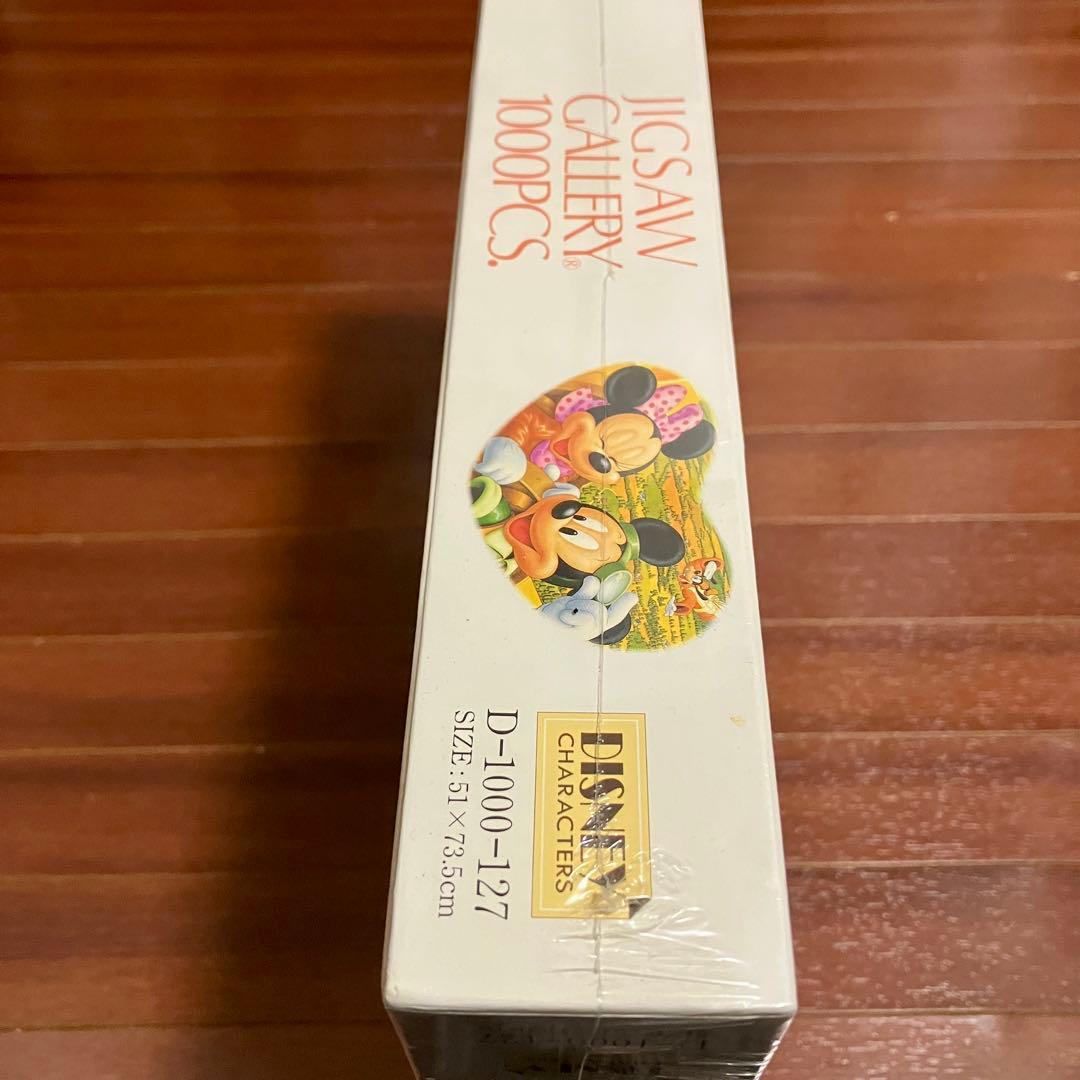 JIGSAW
GALLERY®
1000PCS.
DISNEY
CHARACTERS
D-1000-127
SIZE:51×73.5cm